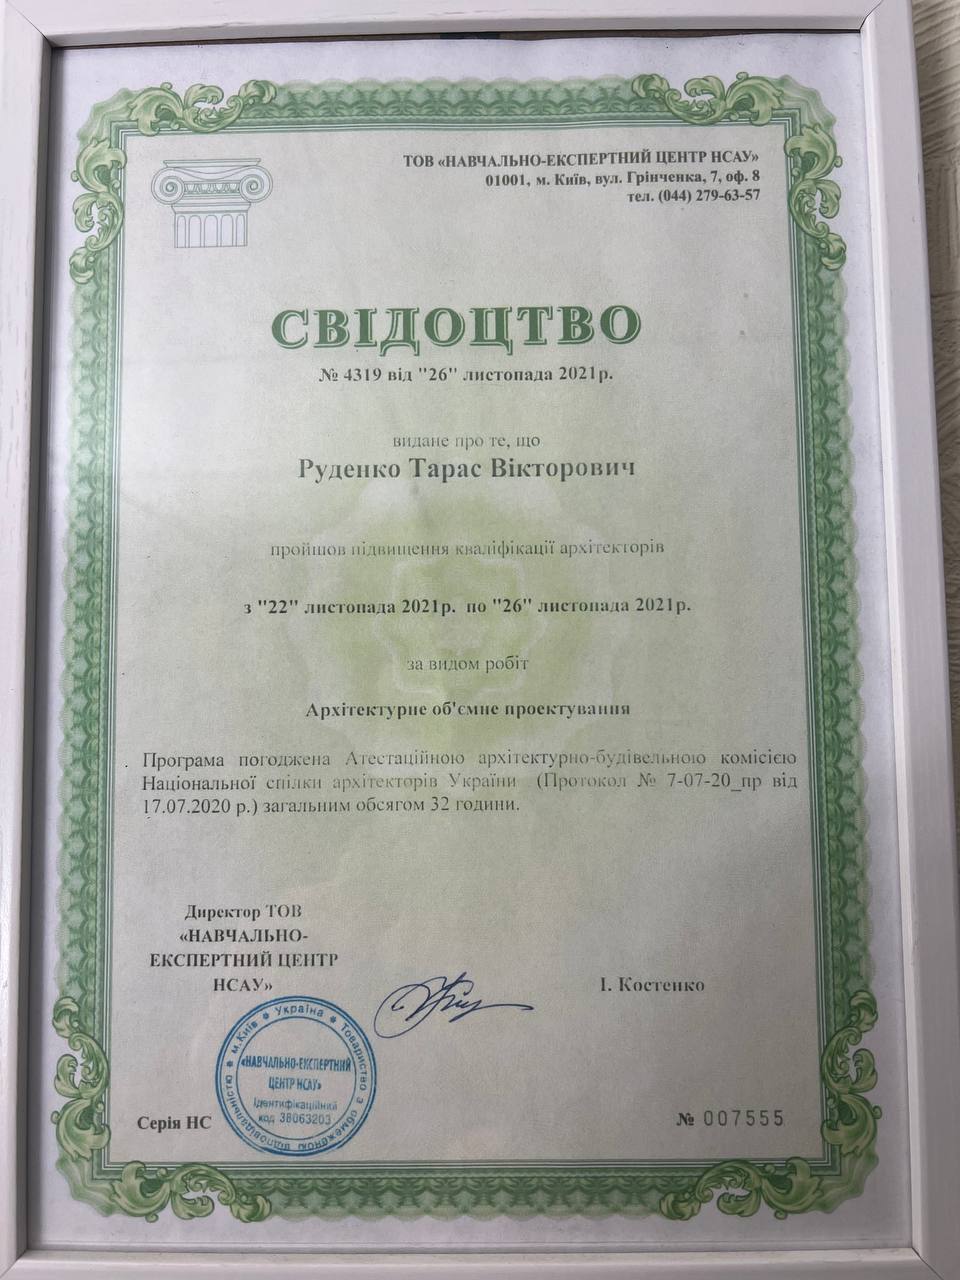 ТОВ «НАВЧАЛЬНО-ЕКСПЕРТНИЙ ЦЕНТР НСАУ»
01001, м. Київ, вул. Грінченка, 7, оф. 8
тел. (044) 279-63-57
СВІДОЦТВО
№ 4319 від "26" листопада 2021р.
видане про те, що
Руденко Тарас Вікторович
пройшов підвищення кваліфікації архітекторів
з "22" листопада 2021р. по "26" листопада 2021р.
за видом робіт
Архітектурне об'ємне проектування
Програма погоджена Атестаційною архітектурно-будівельною комісією
Національної спілки архітекторів України (Протокол № 7-07-20_пр від
17.07.2020 р.) загальним обсягом 32 години.
Директор ТОВ
«НАВЧАЛЬНО-
ЕКСПЕРТНИЙ ЦЕНТР
НСАУ»
І. Костенко
м. Київ * Україна * Товариство з обмеженою відповідальністю *
«НАВЧАЛЬНО-ЕКСПЕРТНИЙ
ЦЕНТР НСАУ»
Ідентифікаційний
код 38063203
Серія НС
№ 007555